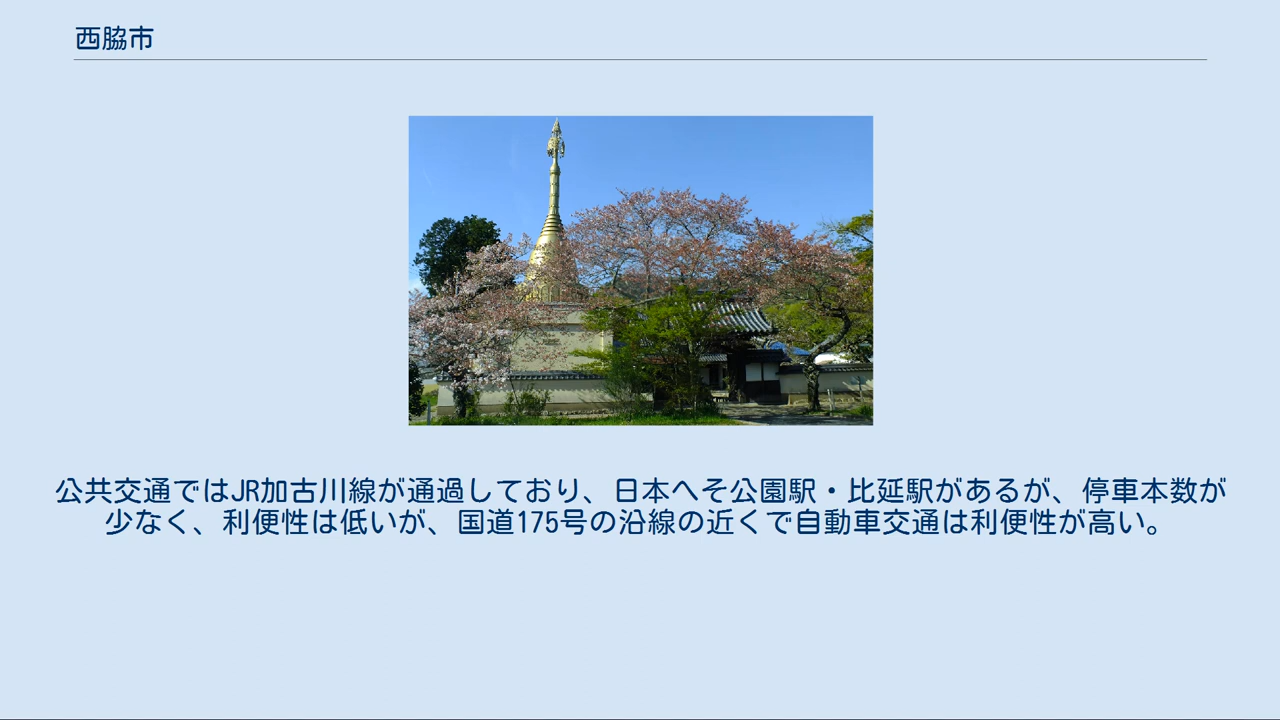 西脇市
公共交通ではJR加古川線が通過しており、日本へそ公園駅・比延駅があるが、停車本数が
少なく、利便性は低いが、国道175号の沿線の近くで自動車交通は利便性が高い。